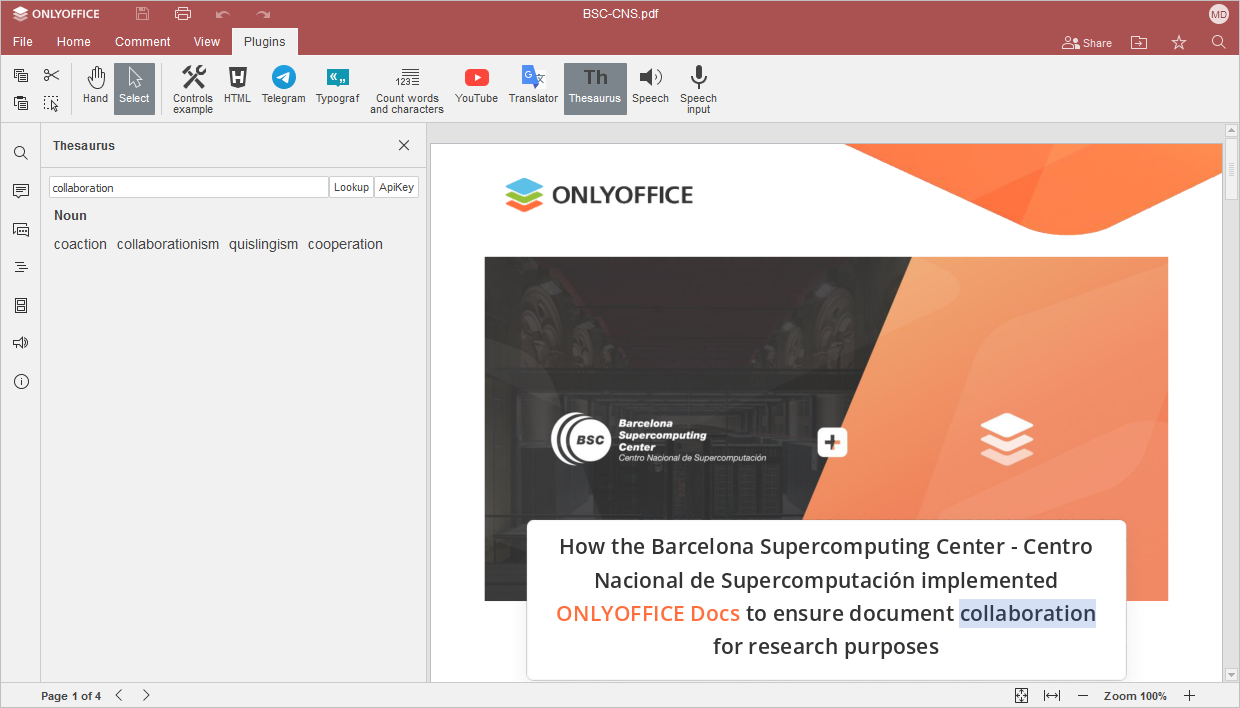 ONLYOFFICE
BSC-CNS.pdf
MD
File Home Comment View Plugins
Share
Hand
Select
Controls example
HTML
Telegram
Typograf
123
Count words and characters
YouTube
G
Translator
Th
Thesaurus
Speech
Speech input
Thesaurus
collaboration
Lookup
ApiKey
Noun
coaction collaborationism quislingism cooperation
ONLYOFFICE
BSC
Barcelona
Supercomputing
Center
Centro Nacional de Supercomputación
How the Barcelona Supercomputing Center - Centro
Nacional de Supercomputación implemented
ONLYOFFICE Docs to ensure document collaboration
for research purposes
Page 1 of 4
Zoom 100%